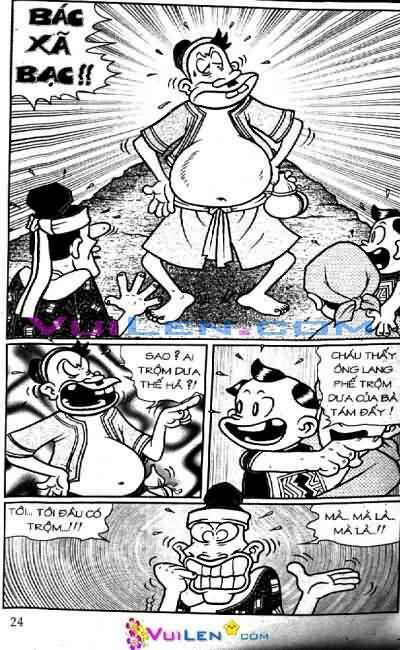 BÁC
XÃ
BẠC!!
VUILEN.COM
SAO? AI
TRỘM DƯA
THẾ HẢ?!
CHÁU THẤY
ÔNG LANG
PHẾ TRỘM
DƯA CỦA BÀ
TÁM ĐẤY!
TÔI... TÔI ĐÂU CÓ
TRỘM...!!!
MÀ... MÀ LÀ...
MÀ LÀ...!!
24
VUILEN.COM